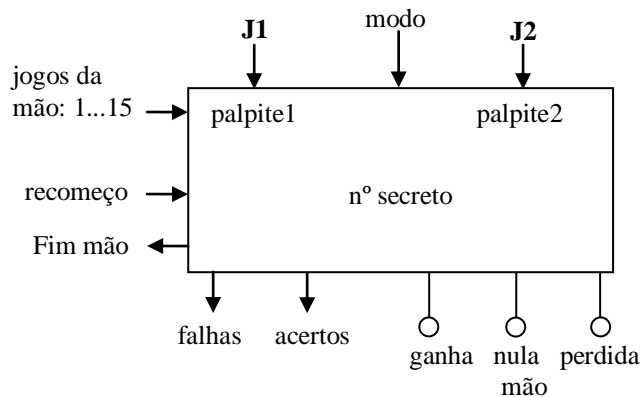 J1
modo
J2
jogos da
mão: 1...15
palpite1
palpite2
recomeço
nº secreto
Fim mão
falhas
acertos
ganha
nula
perdida
mão